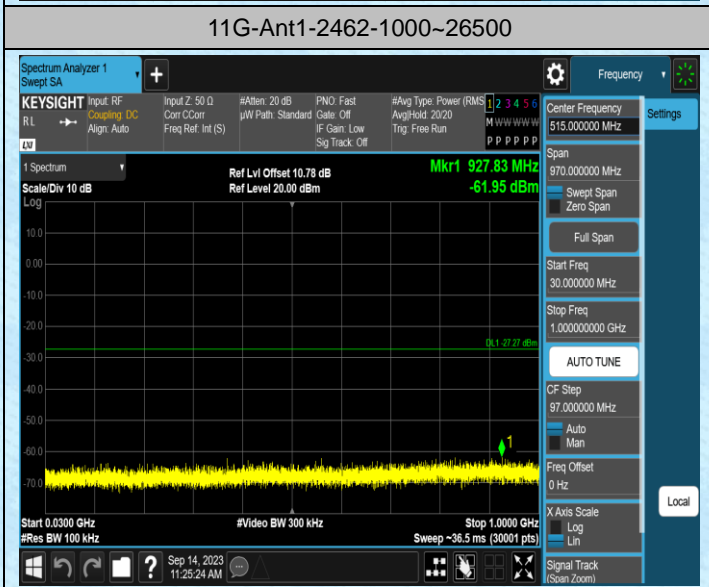 11G-Ant1-2462-1000~26500
Spectrum Analyzer 1
Swept SA
Frequency
KEYSIGHT
RL
Input: RF
Coupling: DC
Align: Auto
Input Z: 50 Ω
Corr CCorr
Freq Ref: Int (S)
#Atten: 20 dB
µW Path: Standard
PNO: Fast
Gate: Off
IF Gain: Low
Sig Track: Off
#Avg Type: Power (RMS
Avg|Hold: 20/20
Trig: Free Run
1 2 3 4 5 6
M W W W W W
P P P P P P
1 Spectrum
Scale/Div 10 dB
Log
Ref Lvl Offset 10.78 dB
Ref Level 20.00 dBm
Mkr1 927.83 MHz
-61.95 dBm
10.0
0.00
-10.0
-20.0
DL1 -27.27 dBm
-30.0
-40.0
-50.0
1
-60.0
-70.0
Start 0.0300 GHz
#Res BW 100 kHz
#Video BW 300 kHz
Stop 1.0000 GHz
Sweep ~36.5 ms (30001 pts)
Center Frequency
515.000000 MHz
Settings
Span
970.000000 MHz
Swept Span
Zero Span
Full Span
Start Freq
30.000000 MHz
Stop Freq
1.000000000 GHz
AUTO TUNE
CF Step
97.000000 MHz
Auto
Man
Freq Offset
0 Hz
X Axis Scale
Log
Lin
Local
Signal Track
(Span Zoom)
?
Sep 14, 2023
11:25:24 AM